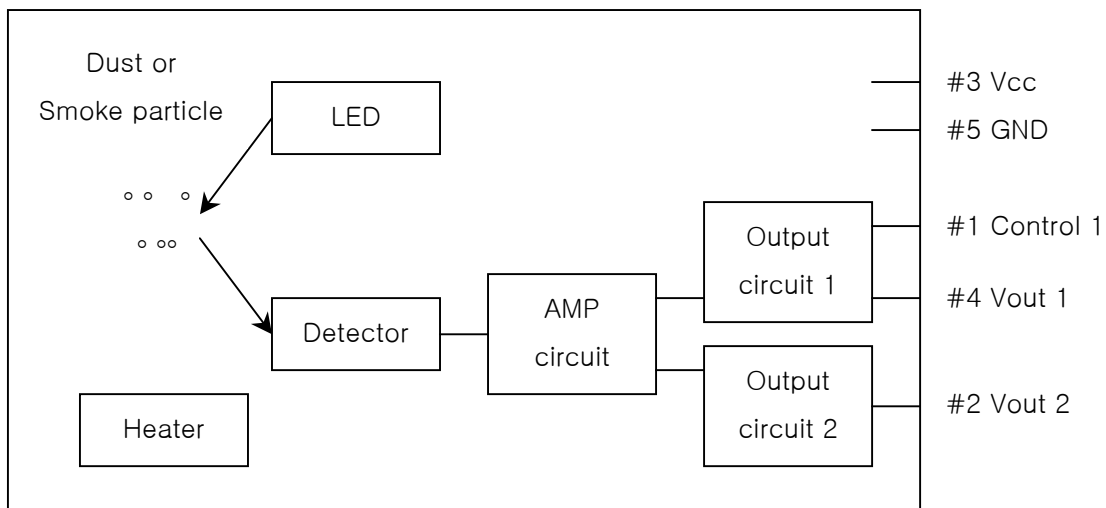 Dust or
Smoke particle
LED
#3 Vcc
#5 GND
Output
circuit 1
#1 Control 1
#4 Vout 1
AMP
circuit
Detector
Output
circuit 2
#2 Vout 2
Heater